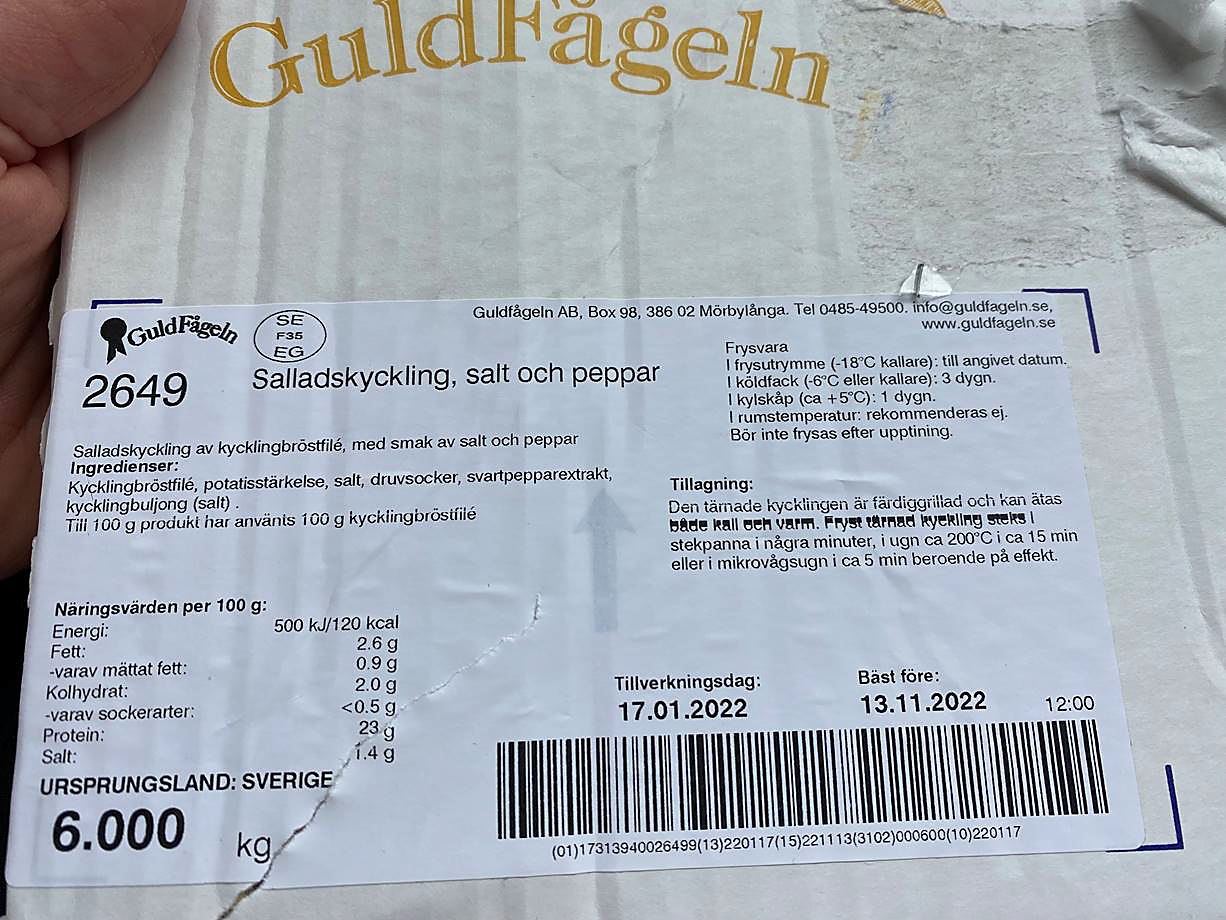 GuldFågeln
GuldFågeln
SE
F35
EG
Guldfågeln AB, Box 98, 386 02 Mörbylånga. Tel 0485-49500. info@guldfageln.se,
www.guldfageln.se
2649
Salladskyckling, salt och peppar
Frysvara
I frysutrymme (-18°C kallare): till angivet datum.
I köldfack (-6°C eller kallare): 3 dygn.
I kylskåp (ca +5°C): 1 dygn.
I rumstemperatur: rekommenderas ej.
Bör inte frysas efter upptining.
Salladskyckling av kycklingbröstfilé, med smak av salt och peppar
Ingredienser:
Kycklingbröstfilé, potatisstärkelse, salt, druvsocker, svartpepparextrakt,
kycklingbuljong (salt) .
Till 100 g produkt har använts 100 g kycklingbröstfilé
Tillagning:
Den tärnade kycklingen är färdiggrillad och kan ätas
både kall och varm. Fryst tärnad kyckling steks I
stekpanna i några minuter, i ugn ca 200°C i ca 15 min
eller i mikrovågsugn i ca 5 min beroende på effekt.
Näringsvärden per 100 g:
Energi: 500 kJ/120 kcal
Fett: 2.6 g
-varav mättat fett: 0.9 g
Kolhydrat: 2.0 g
-varav sockerarter: <0.5 g
Protein: 23 g
Salt: 1.4 g
URSPRUNGSLAND: SVERIGE
6.000 kg
Tillverkningsdag:
17.01.2022
Bäst före:
13.11.2022 12:00
(01)17313940026499(13)220117(15)221113(3102)000600(10)220117